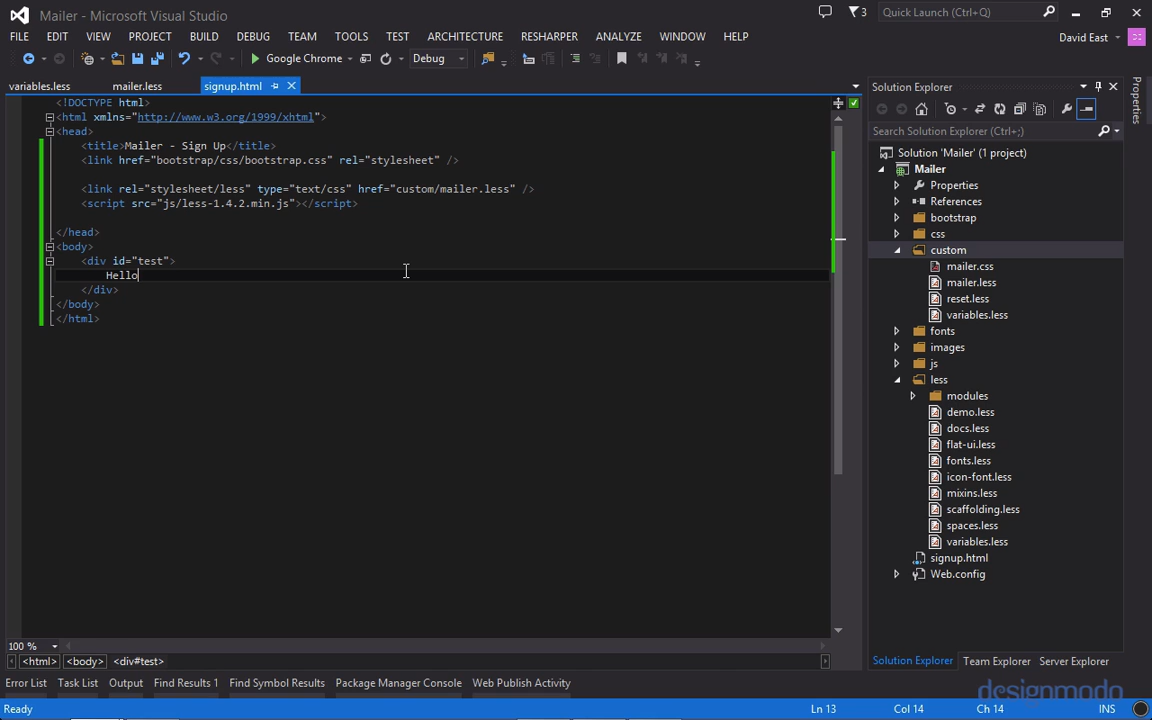 Mailer - Microsoft Visual Studio
3
Quick Launch (Ctrl+Q)
FILE EDIT VIEW PROJECT BUILD DEBUG TEAM TOOLS TEST ARCHITECTURE RESHARPER ANALYZE WINDOW HELP
David East
Google Chrome
Debug
variables.less mailer.less signup.html
<!DOCTYPE html>
<html xmlns="http://www.w3.org/1999/xhtml">
<head>
<title>Mailer - Sign Up</title>
<link href="bootstrap/css/bootstrap.css" rel="stylesheet" />
<link rel="stylesheet/less" type="text/css" href="custom/mailer.less" />
<script src="js/less-1.4.2.min.js"></script>
</head>
<body>
<div id="test">
Hello
</div>
</body>
</html>
100 %
<html> <body> <div#test>
Solution Explorer
Search Solution Explorer (Ctrl+;)
Solution 'Mailer' (1 project)
Mailer
Properties
References
bootstrap
css
custom
mailer.css
mailer.less
reset.less
variables.less
fonts
images
js
less
modules
demo.less
docs.less
flat-ui.less
fonts.less
icon-font.less
mixins.less
scaffolding.less
spaces.less
variables.less
signup.html
Web.config
Solution Explorer Team Explorer Server Explorer
Properties
Error List Task List Output Find Results 1 Find Symbol Results Package Manager Console Web Publish Activity
designmodo
Ready
Ln 13 Col 14 Ch 14 INS